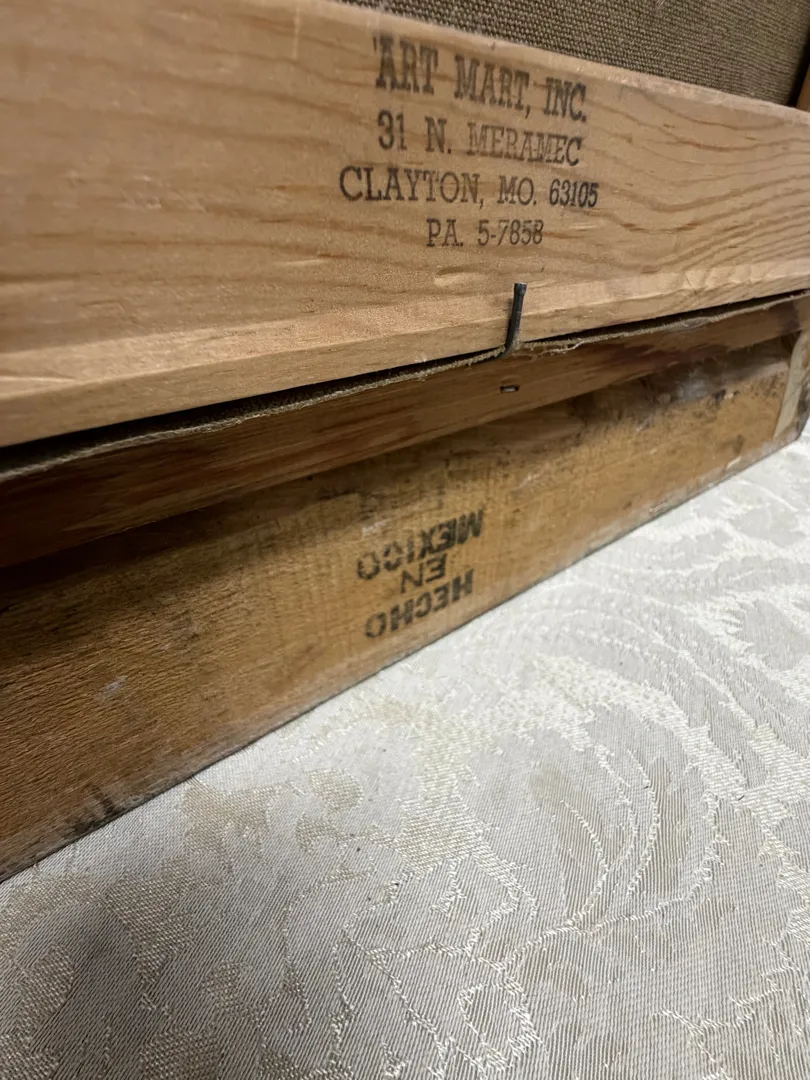 ART MART, INC.
31 N. MERAMEC
CLAYTON, MO. 63105
PA. 5-7858
HECHO
EN
MEXICO